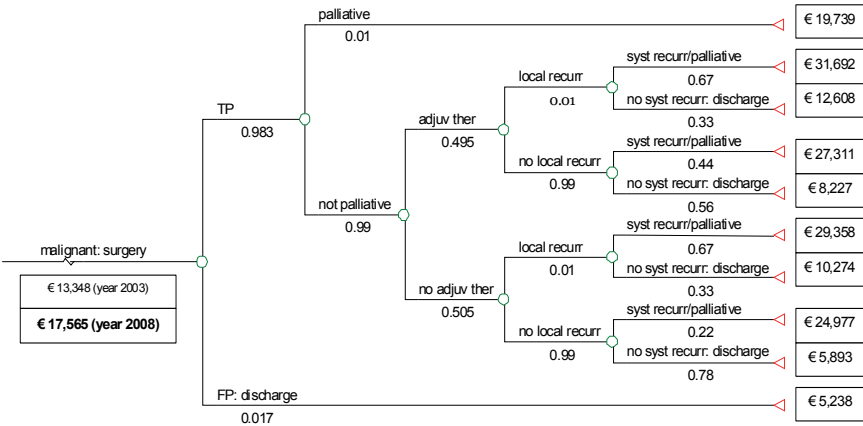 palliative
0.01
€ 19,739
syst recurr/palliative
0.67
€ 31,692
local recurr
0.01
no syst recurr: discharge
0.33
€ 12,608
TP
0.983
adjuv ther
0.495
syst recurr/palliative
0.44
€ 27,311
no local recurr
0.99
no syst recurr: discharge
0.56
€ 8,227
not palliative
0.99
syst recurr/palliative
0.67
€ 29,358
local recurr
0.01
no syst recurr: discharge
0.33
€ 10,274
malignant: surgery
€ 13,348 (year 2003)
€ 17,565 (year 2008)
no adjuv ther
0.505
syst recurr/palliative
0.22
€ 24,977
no local recurr
0.99
no syst recurr: discharge
0.78
€ 5,893
FP: discharge
0.017
€ 5,238